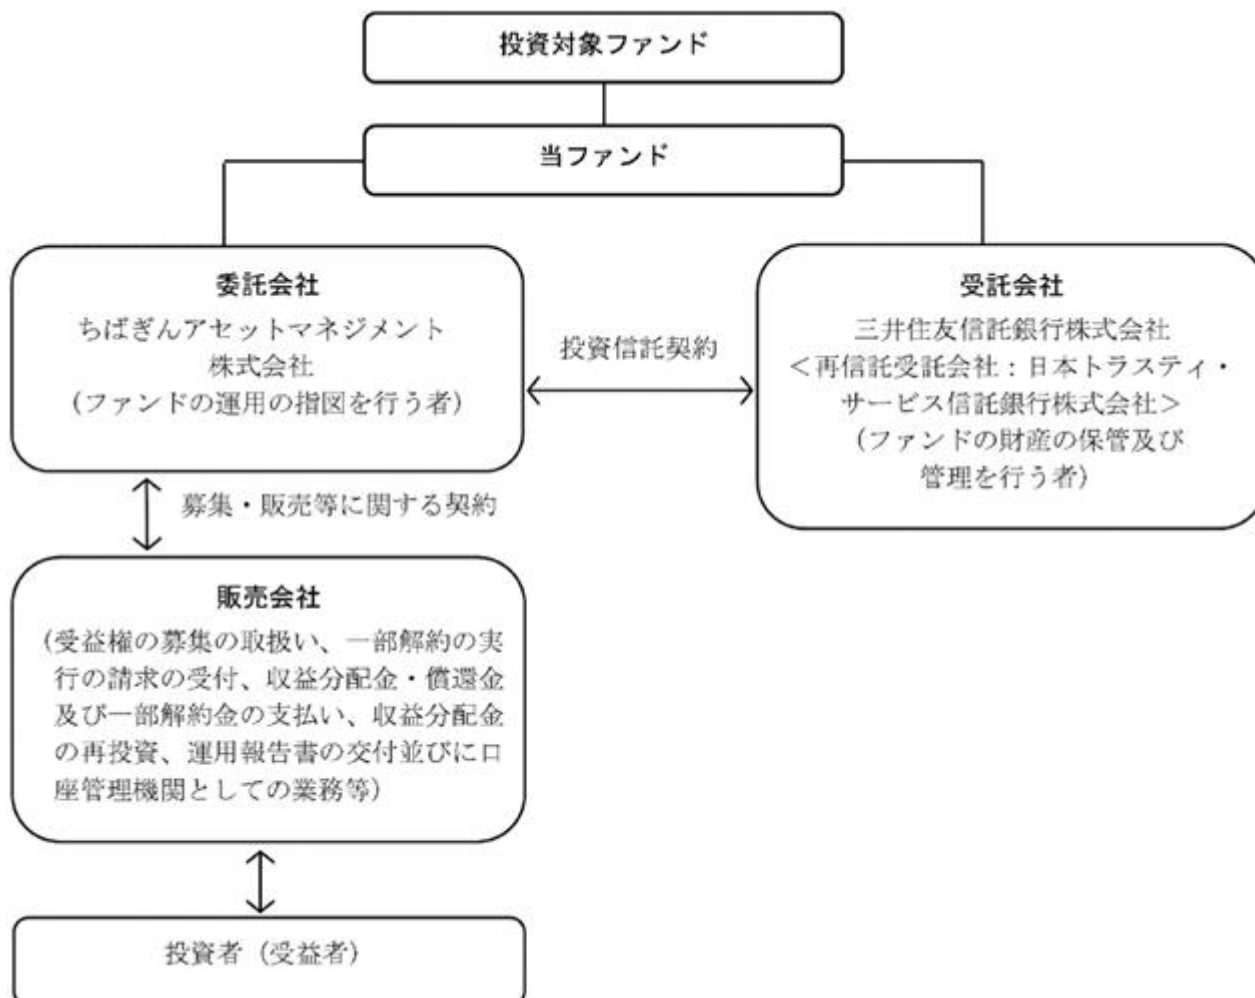 投資対象ファンド
当ファンド
委託会社
ちばぎんアセットマネジメント
株式会社
(ファンドの運用の指図を行う者)
投資信託契約
受託会社
三井住友信託銀行株式会社
<再信託受託会社：日本トラスティ・
サービス信託銀行株式会社>
(ファンドの財産の保管及び
管理を行う者)
募集・販売等に関する契約
販売会社
(受益権の募集の取扱い、一部解約の実
行の請求の受付、収益分配金・償還金
及び一部解約金の支払い、収益分配金
の再投資、運用報告書の交付並びに口
座管理機関としての業務等)
投資者 (受益者)